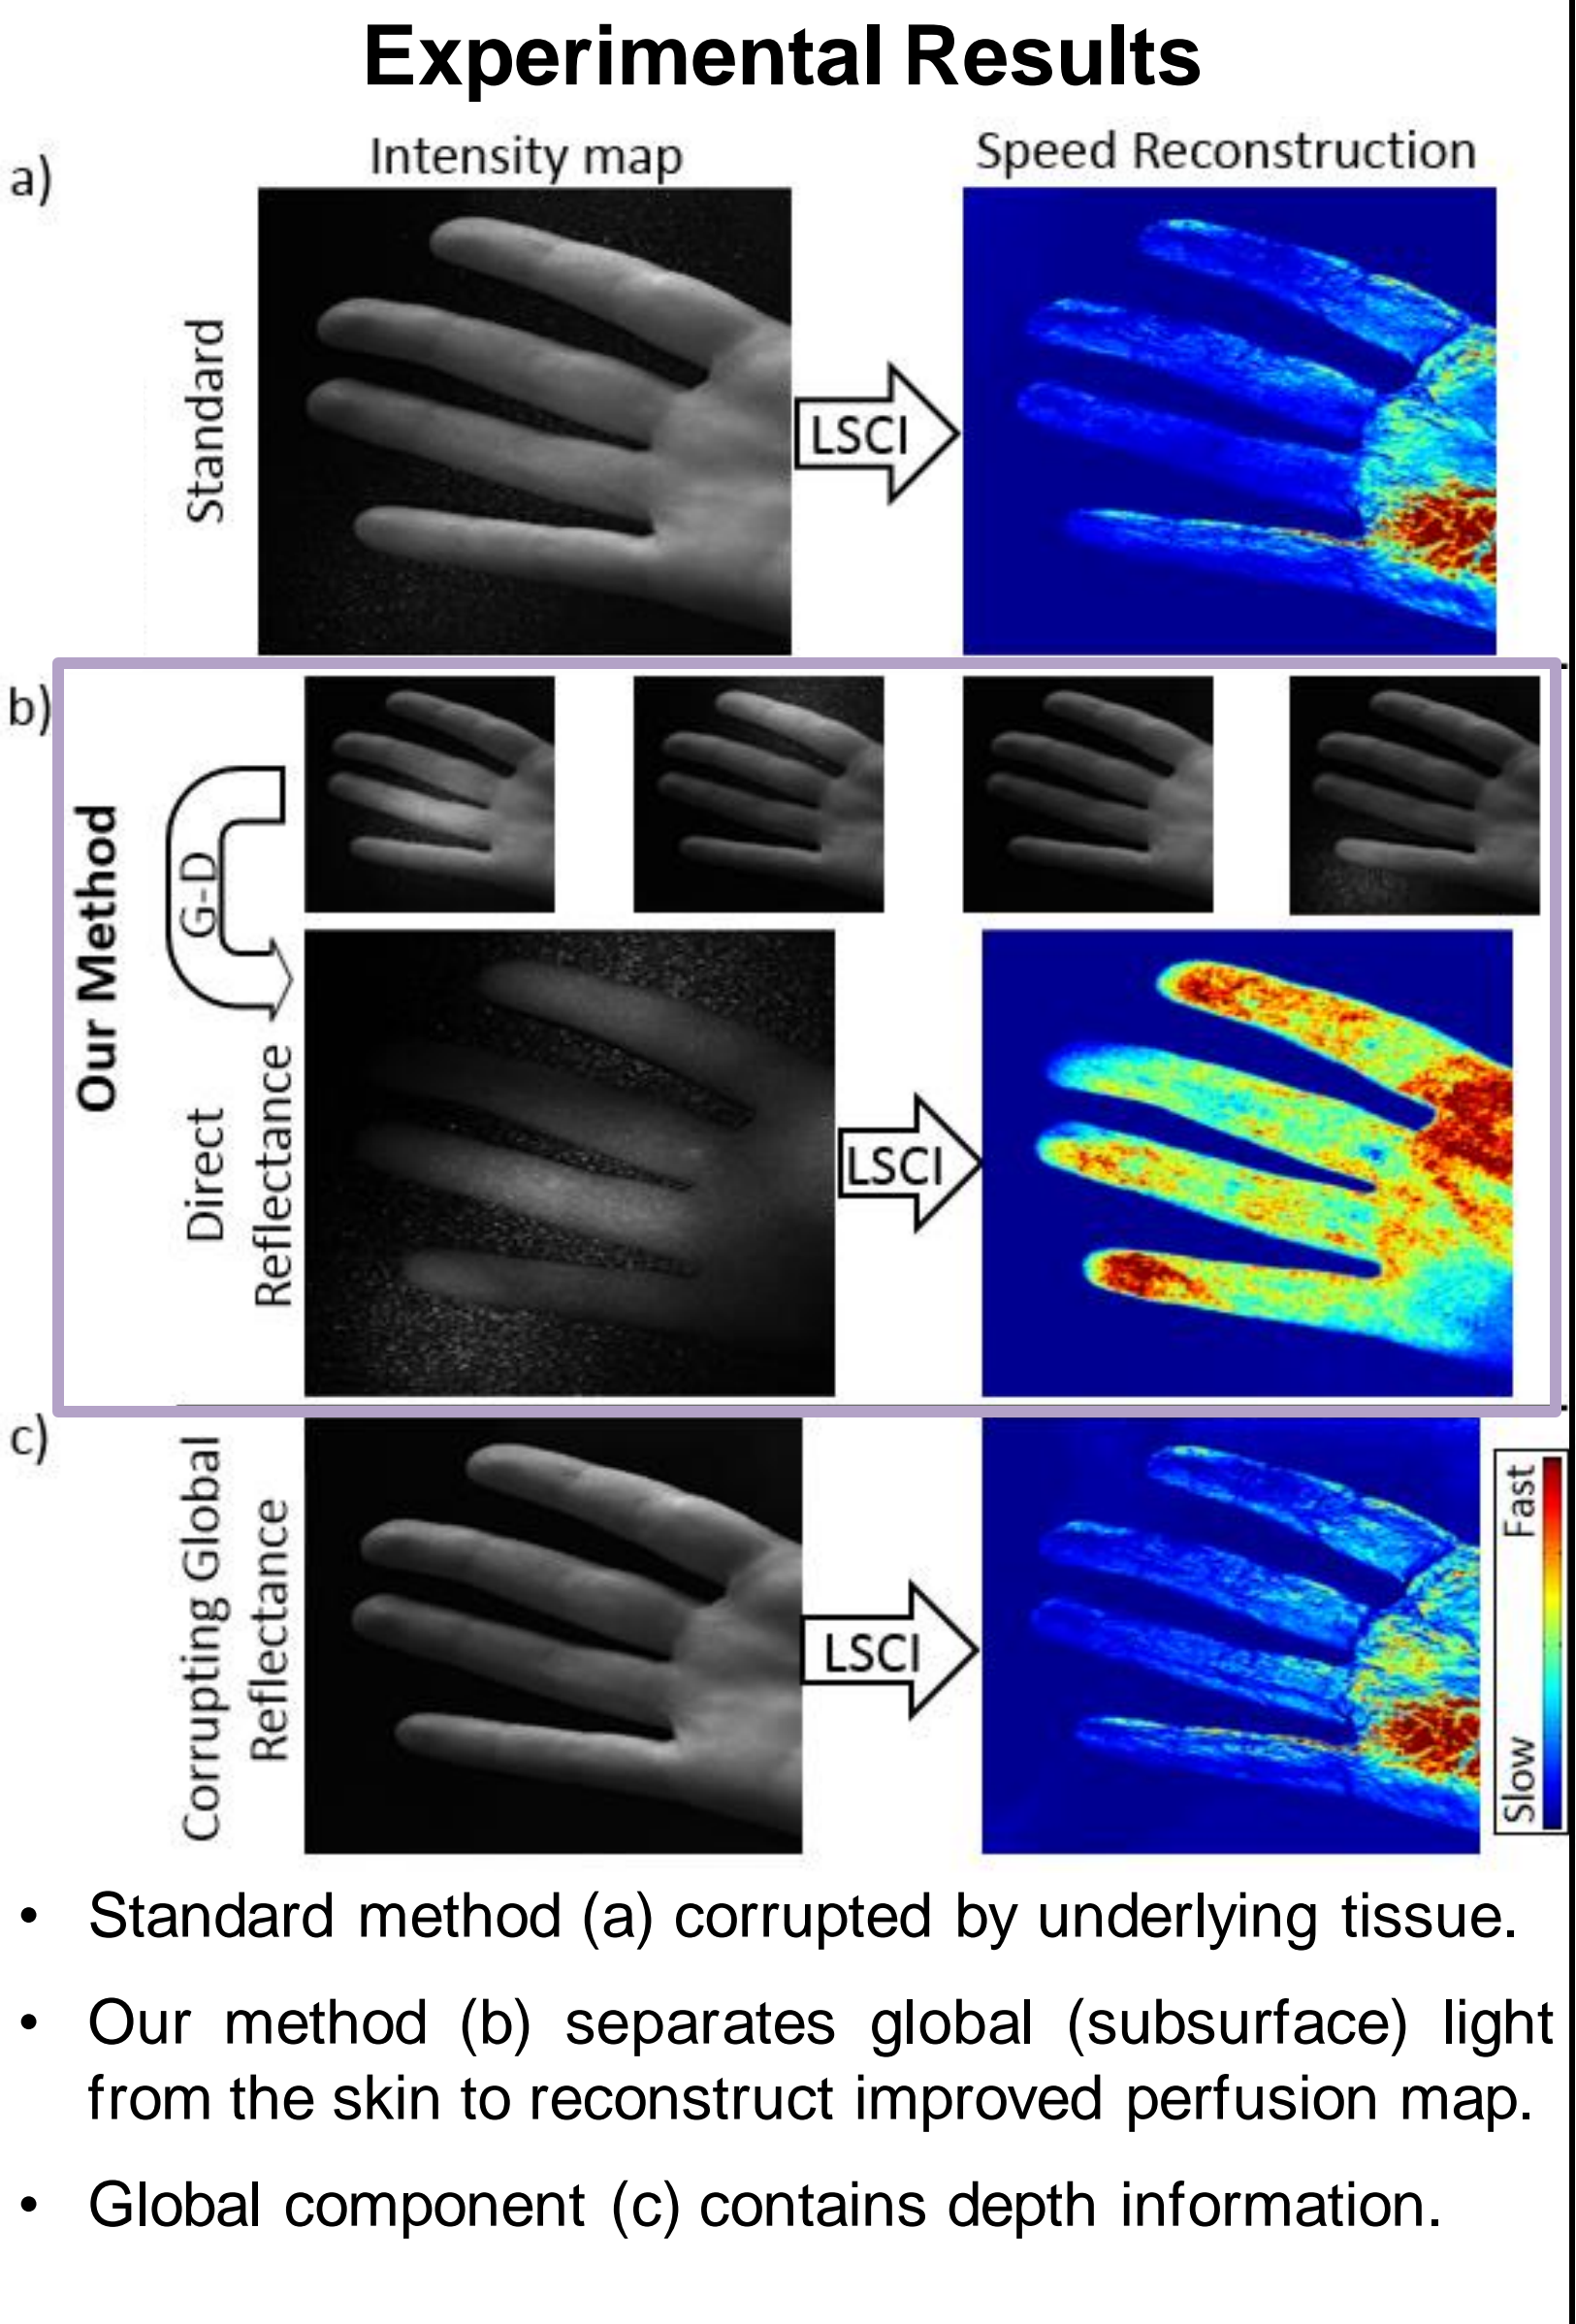 Experimental Results
Intensity map
Speed Reconstruction
a)
Standard
LSCI
b)
Our Method
G-D
Direct
Reflectance
LSCI
c)
Corrupting Global
Reflectance
LSCI
Fast
Slow
• Standard method (a) corrupted by underlying tissue.
• Our method (b) separates global (subsurface) light
from the skin to reconstruct improved perfusion map.
• Global component (c) contains depth information.